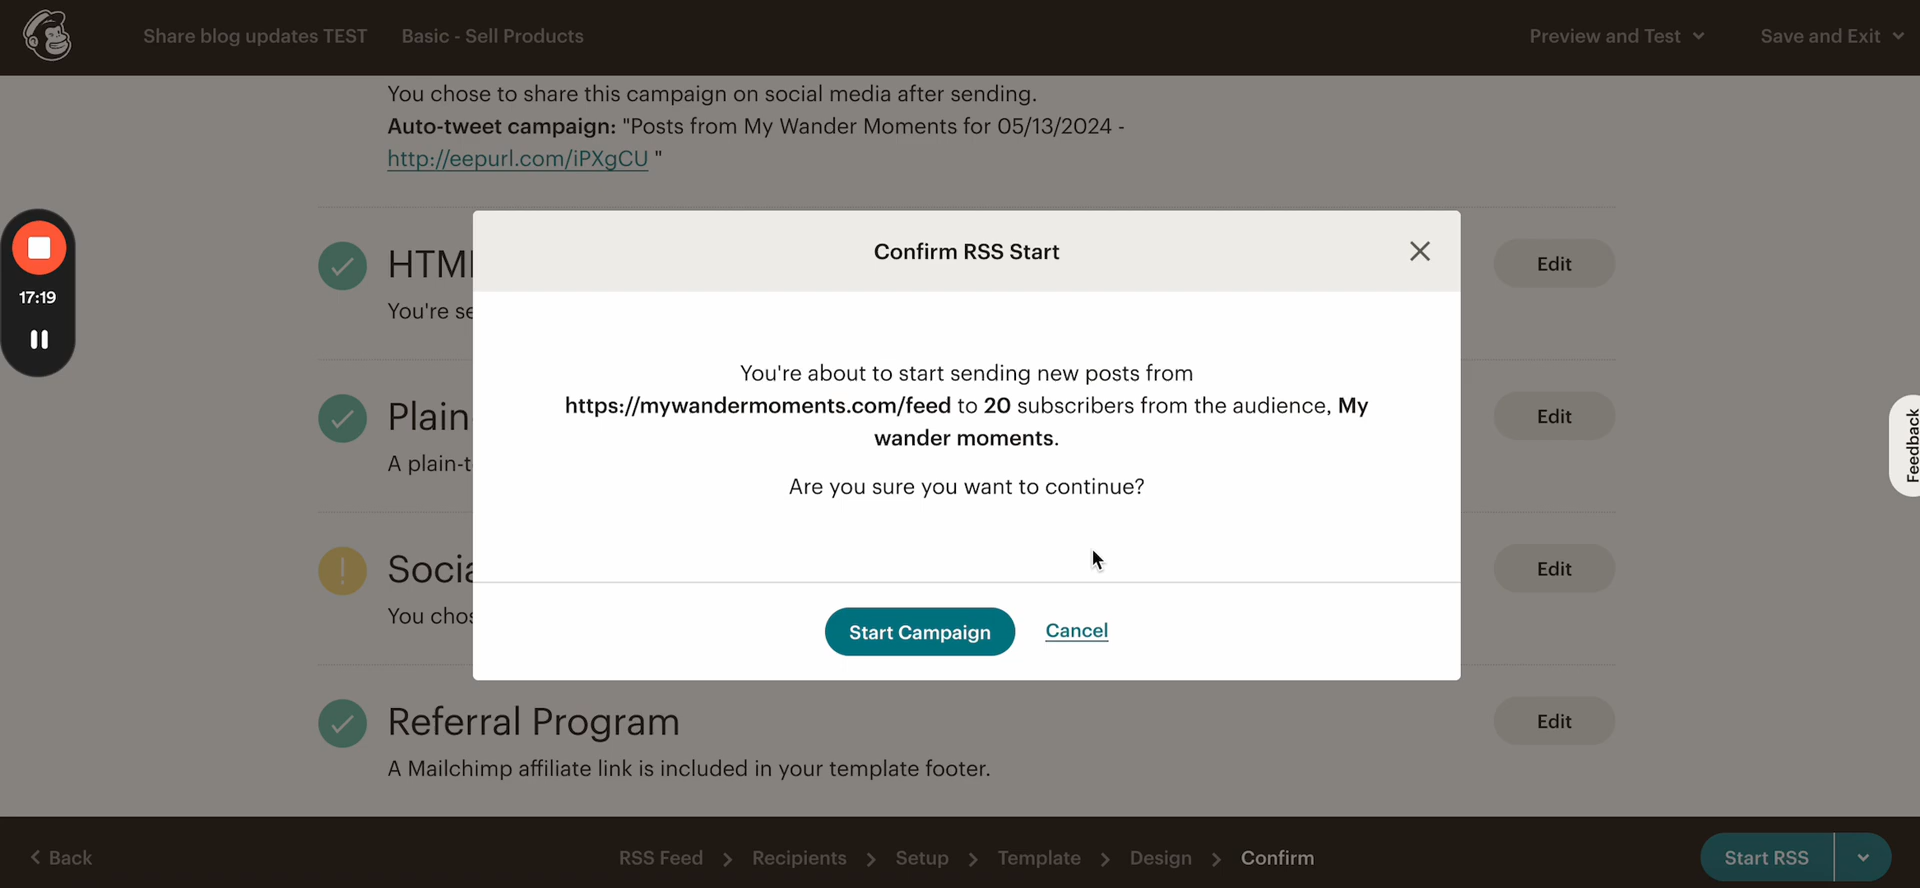 Share blog updates TEST
Basic - Sell Products
Preview and Test
Save and Exit
You chose to share this campaign on social media after sending.
Auto-tweet campaign: "Posts from My Wander Moments for 05/13/2024 -
http://eepurl.com/iPXgCU "
17:19
HTM
You're se
Edit
Confirm RSS Start
You're about to start sending new posts from
https://mywandermoments.com/feed to 20 subscribers from the audience, My
wander moments.
Are you sure you want to continue?
Start Campaign
Cancel
Plain
A plain-t
Edit
Feedback
Socia
You chos
Edit
Referral Program
A Mailchimp affiliate link is included in your template footer.
Edit
Back
RSS Feed
Recipients
Setup
Template
Design
Confirm
Start RSS